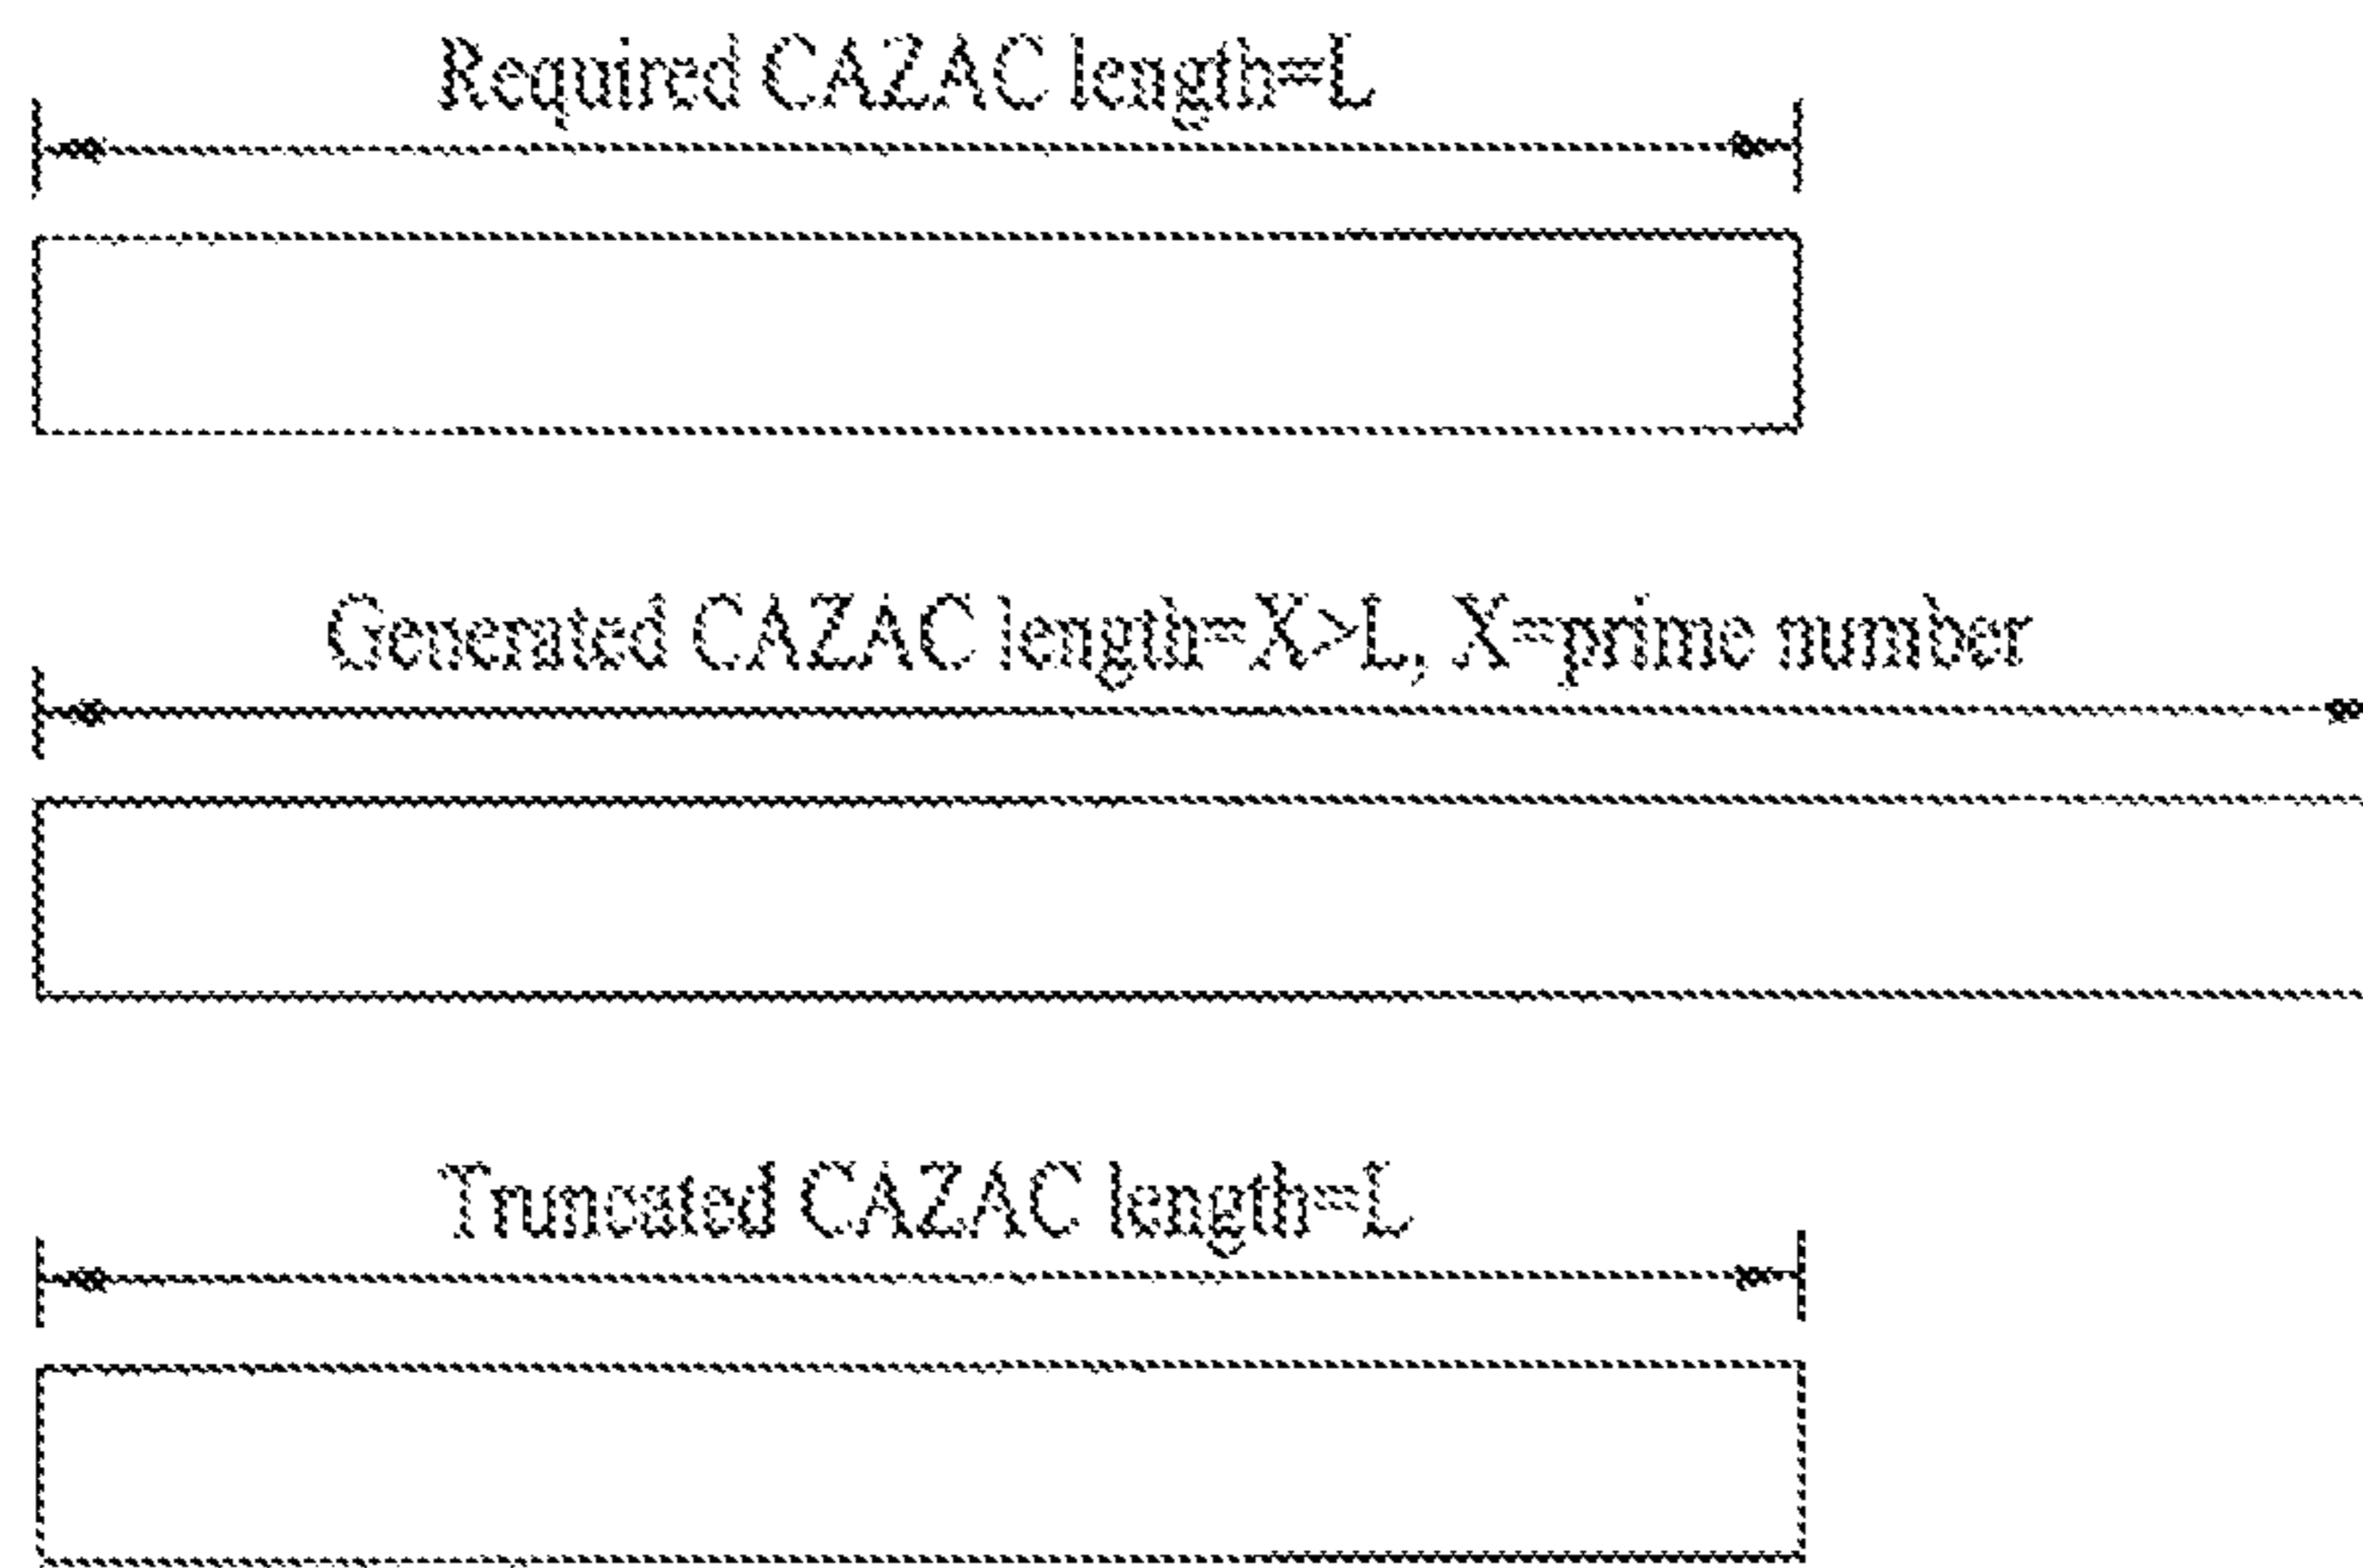 Required CAZAC length=L
Generated CAZAC length=X>L, X=prime number
Truncated CAZAC length=L